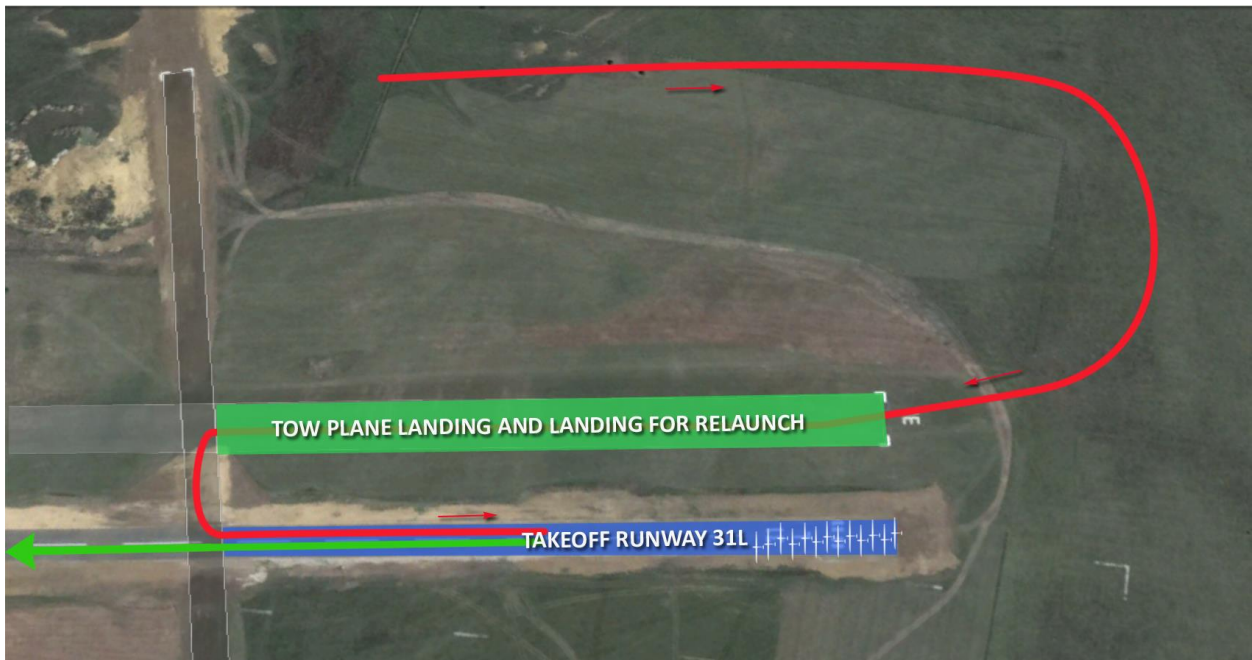 TOW PLANE LANDING AND LANDING FOR RELAUNCH
E
TAKEOFF RUNWAY 31L